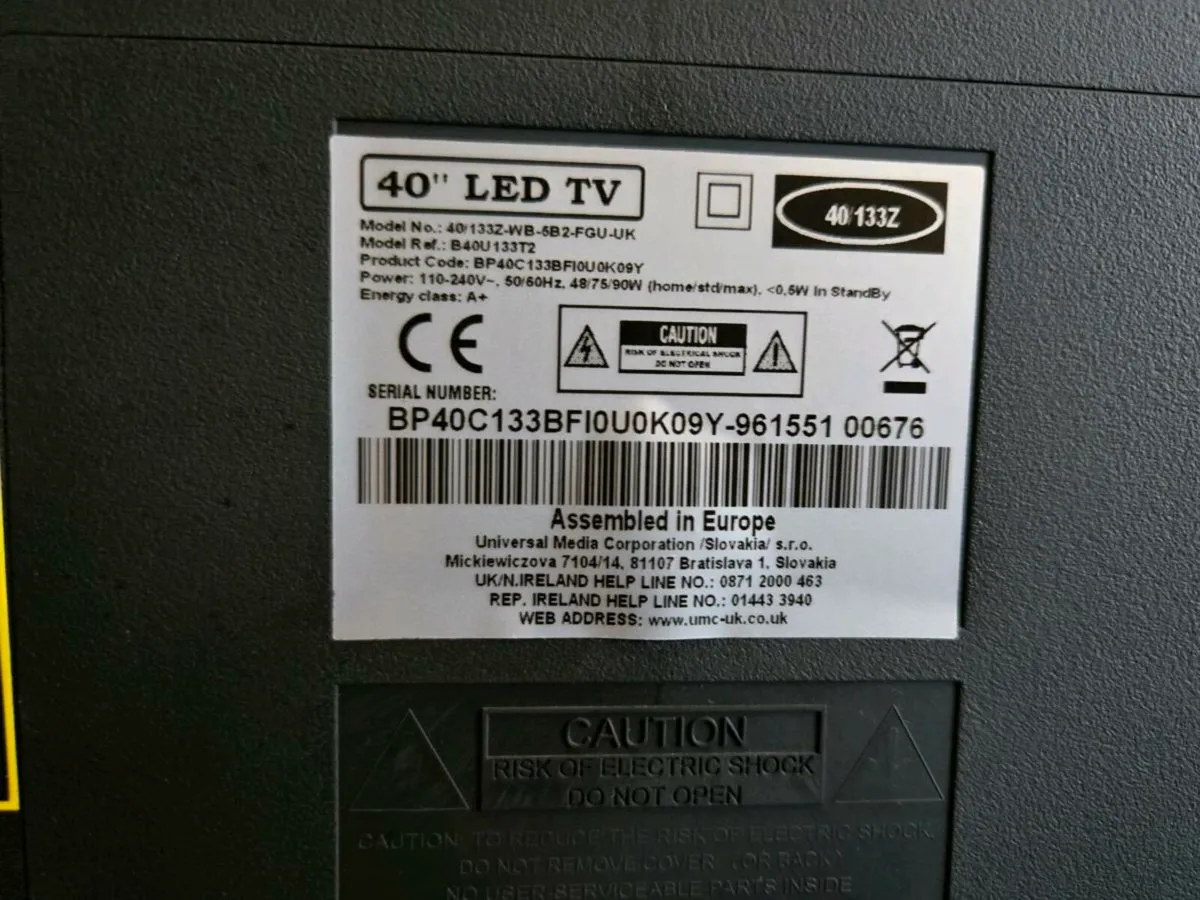 40" LED TV
40/133Z
Model No.: 40/133Z-WB-5B2-FGU-UK
Model Ref.: B40U133T2
Product Code: BP40C133BFI0U0K09Y
Power: 110-240V~, 50/60Hz, 48/75/90W (home/std/max), <0,5W In StandBy
Energy class: A+
CE
CAUTION
RISK OF ELECTRICAL SHOCK
DO NOT OPEN
SERIAL NUMBER:
BP40C133BFI0U0K09Y-961551 00676
Assembled in Europe
Universal Media Corporation /Slovakia/ s.r.o.
Mickiewiczova 7104/14, 81107 Bratislava 1, Slovakia
UK/N.IRELAND HELP LINE NO.: 0871 2000 463
REP. IRELAND HELP LINE NO.: 01443 3940
WEB ADDRESS: www.umc-uk.co.uk
CAUTION
RISK OF ELECTRIC SHOCK
DO NOT OPEN
CAUTION: TO REDUCE THE RISK OF ELECTRIC SHOCK,
DO NOT REMOVE COVER (OR BACK)
NO USER-SERVICEABLE PARTS INSIDE